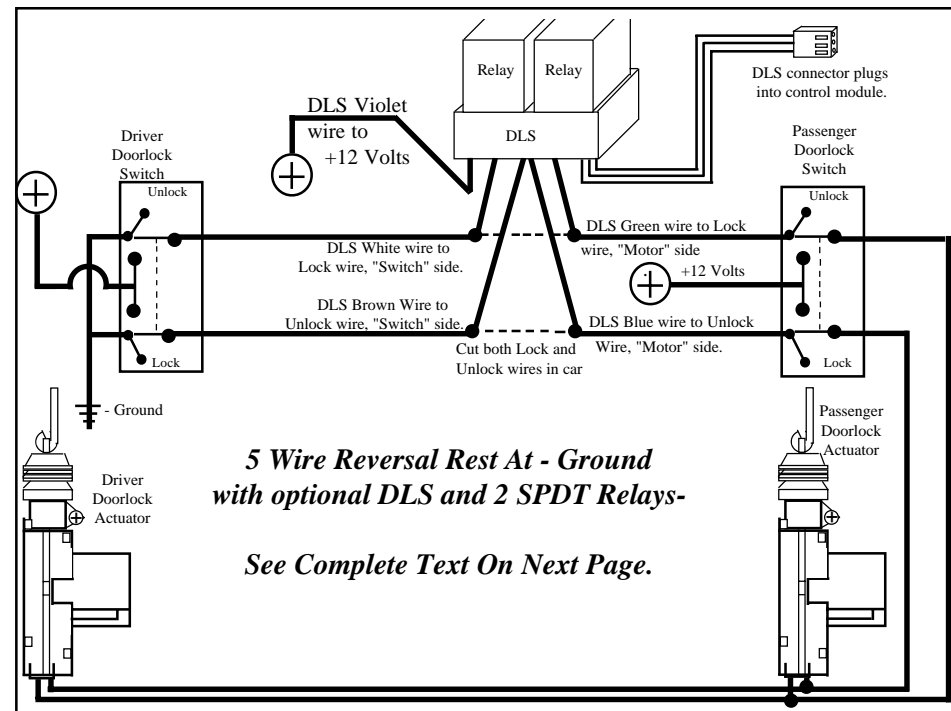 Relay
Relay
DLS
DLS connector plugs
into control module.
DLS Violet
wire to
+12 Volts
Driver
Doorlock
Switch
Unlock
Lock
Passenger
Doorlock
Switch
Unlock
Lock
DLS White wire to
Lock wire, "Switch" side.
DLS Green wire to Lock
wire, "Motor" side
+12 Volts
DLS Brown Wire to
Unlock wire, "Switch" side.
DLS Blue wire to Unlock
Wire, "Motor" side.
Cut both Lock and
Unlock wires in car
- Ground
Driver
Doorlock
Actuator
Passenger
Doorlock
Actuator
5 Wire Reversal Rest At - Ground
with optional DLS and 2 SPDT Relays-
See Complete Text On Next Page.